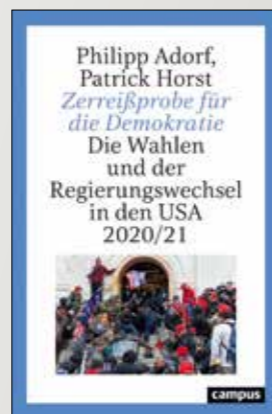 Philipp Adorf,
Patrick Horst
Zerreißprobe für
die Demokratie
Die Wahlen
und der
Regierungswechsel
in den USA
2020/21
campus